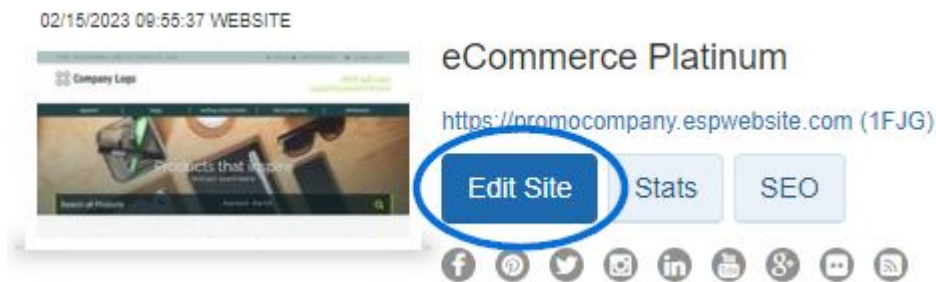 02/15/2023 09:55:37 WEBSITE
Company Logo
Products that inspire
Search all Products
eCommerce Platinum
https://promocompany.espwebsite.com (1FJG)
Edit Site
Stats
SEO